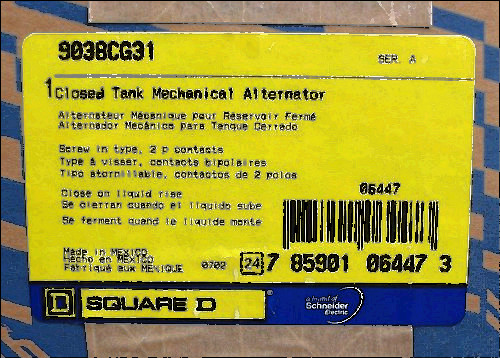 9038CG31
SER. A
1 Closed Tank Mechanical Alternator
Alternateur Mécanique pour Réservoir Fermé
Alternador Mecánico para Tanque Cerrado
Screw in type, 2 p contacts
Type à visser, contacts bipolaires
Tipo atornillable, contactos de 2 polos
Close on liquid rise
Se cierran cuando el líquido sube
Se ferment quand le liquide monte
06447
Made in MEXICO
Hecho en MEXICO
Fabriqué aux MEXIQUE
0702
24
7 85901 06447 3
D SQUARE D
a brand of
Schneider
Electric